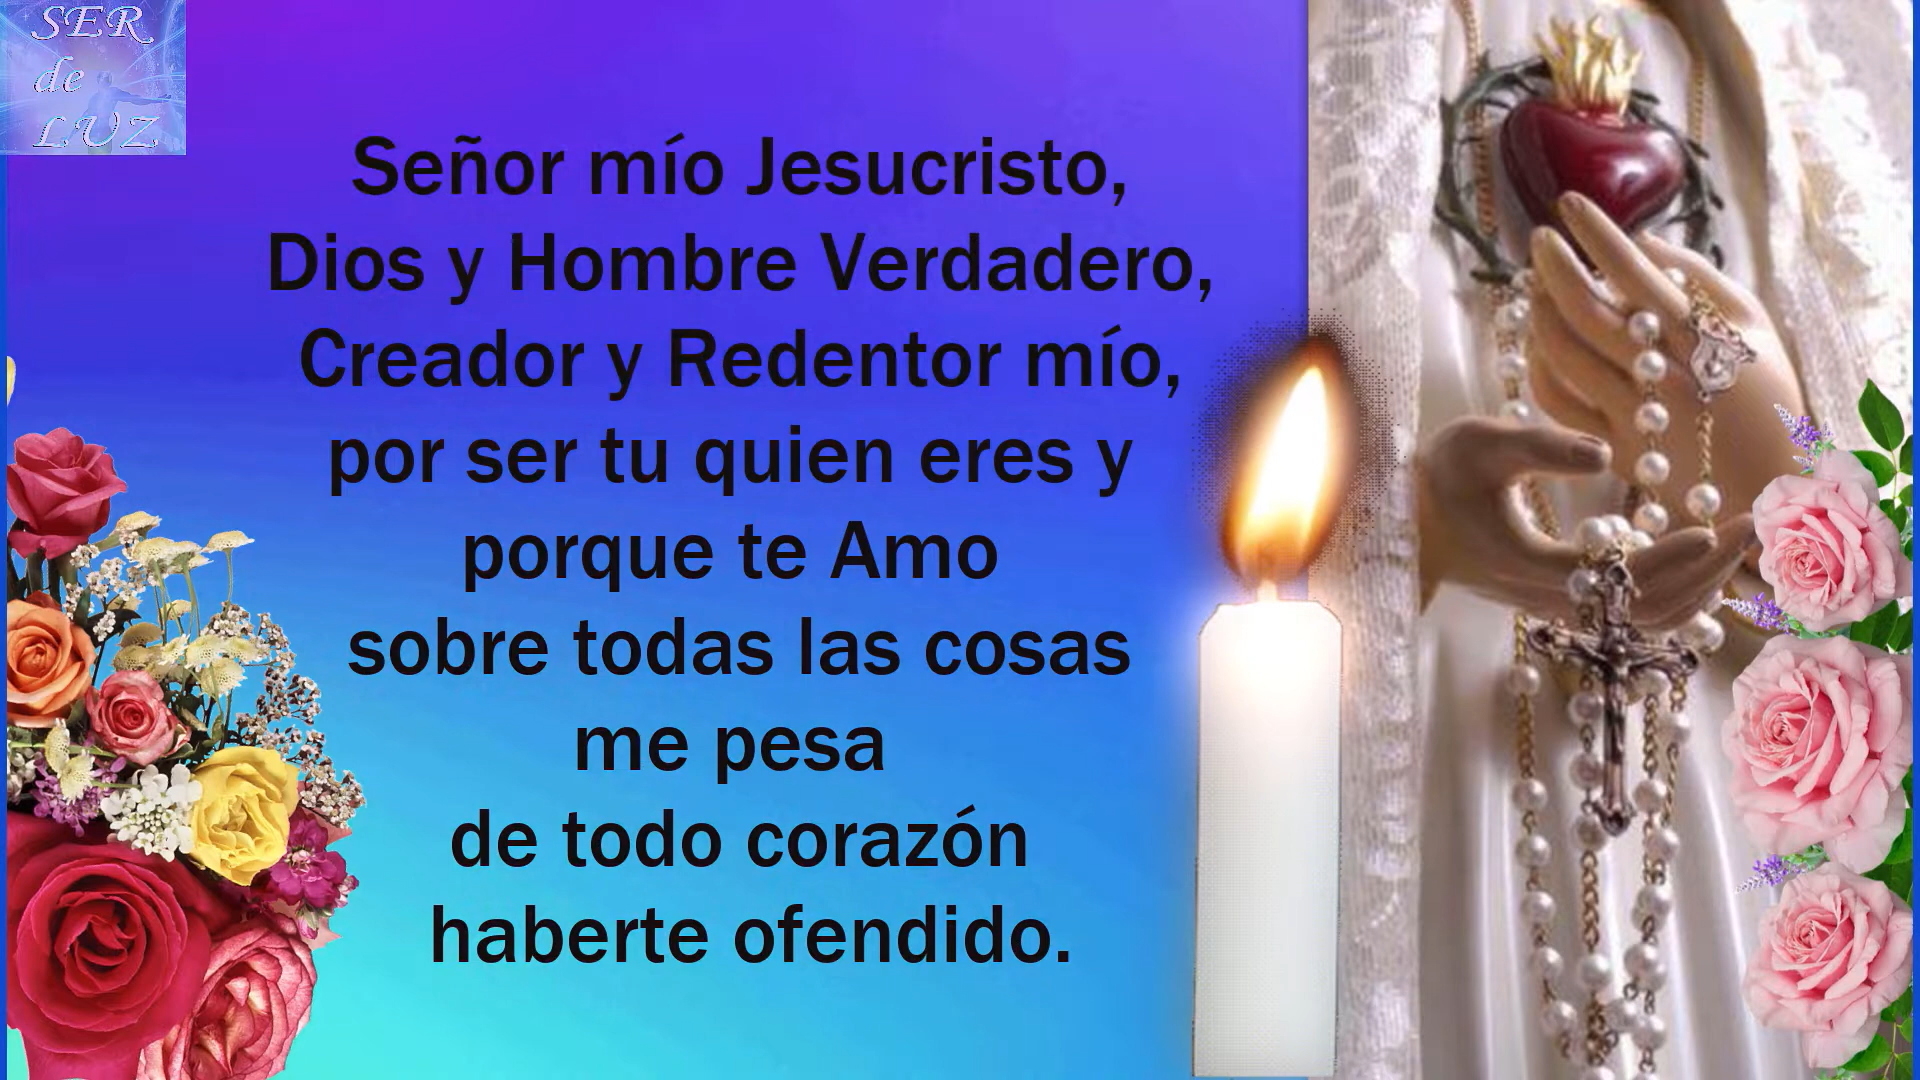 SER
de
LUZ
Señor mío Jesucristo,
Dios y Hombre Verdadero,
Creador y Redentor mío,
por ser tu quien eres y
porque te Amo
sobre todas las cosas
me pesa
de todo corazón
haberte ofendido.